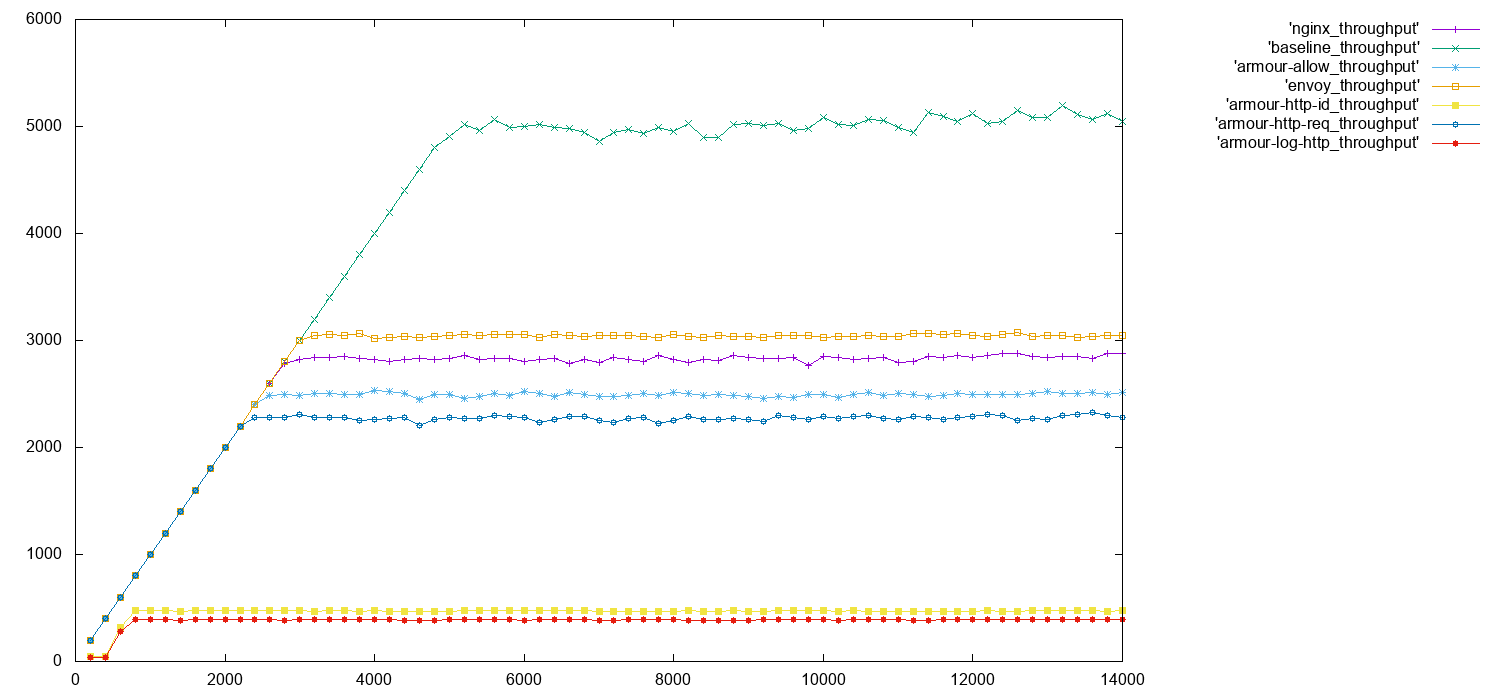 6000
5000
4000
3000
2000
1000
0
0 2000 4000 6000 8000 10000 12000 14000
'nginx_throughput'
'baseline_throughput'
'armour-allow_throughput'
'envoy_throughput'
'armour-http-id_throughput'
'armour-http-req_throughput'
'armour-log-http_throughput'